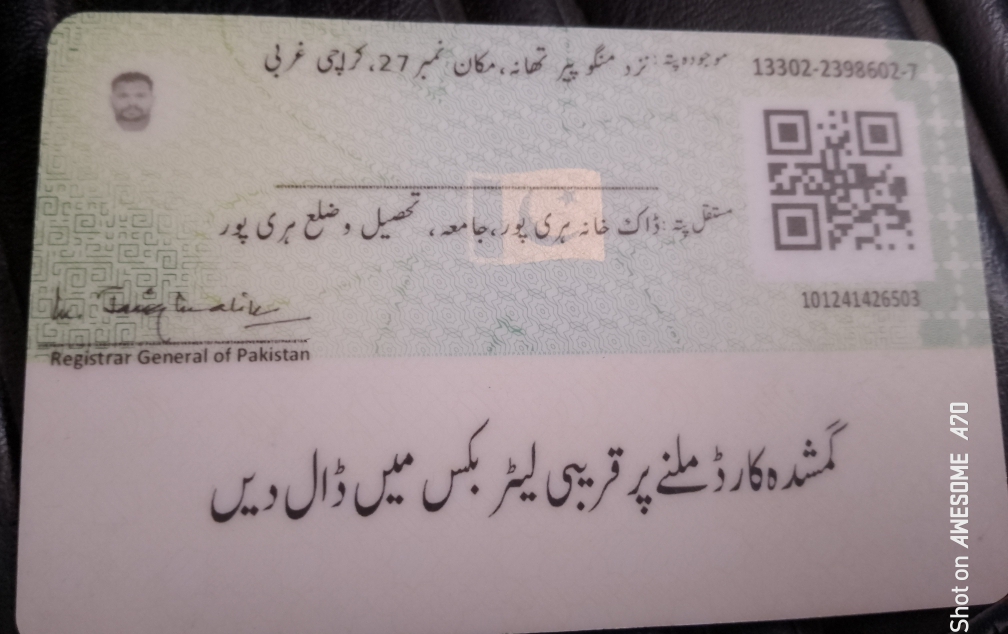 موجودہ پتہ: نزد منگو پیر تھانہ، مکان نمبر 27، کراچی غربی
13302-2398602-7
مستقل پتہ: ڈاک خانہ ہری پور، جامعہ، تحصیل و ضلع ہری پور
101241426503
Registrar General of Pakistan
گمشدہ کارڈ ملنے پر قریبی لیٹر بکس میں ڈال دیں
Shot on AWESOME A70